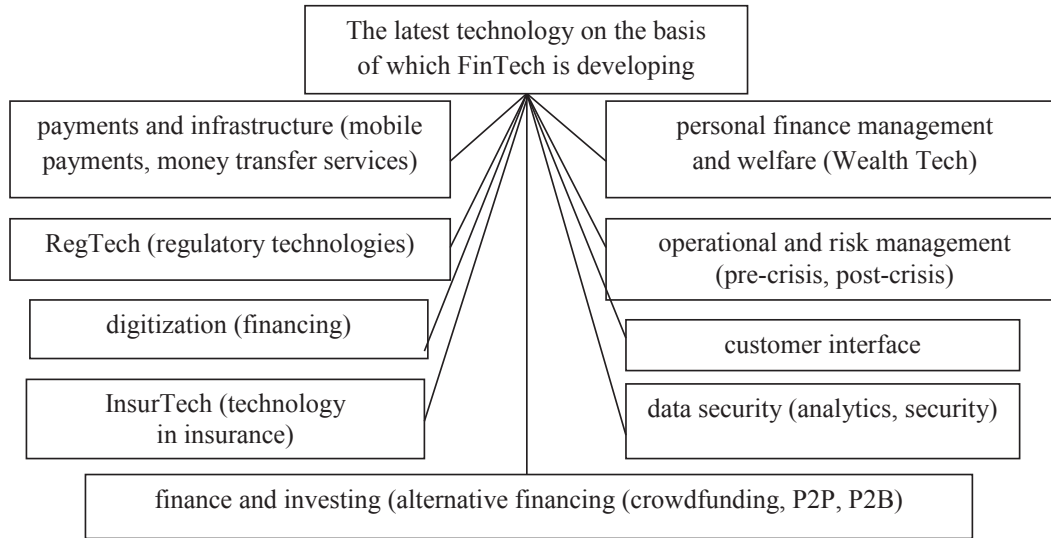 The latest technology on the basis
of which FinTech is developing
payments and infrastructure (mobile
payments, money transfer services)
personal finance management
and welfare (Wealth Tech)
RegTech (regulatory technologies)
operational and risk management
(pre-crisis, post-crisis)
digitization (financing)
customer interface
InsurTech (technology
in insurance)
data security (analytics, security)
finance and investing (alternative financing (crowdfunding, P2P, P2B)